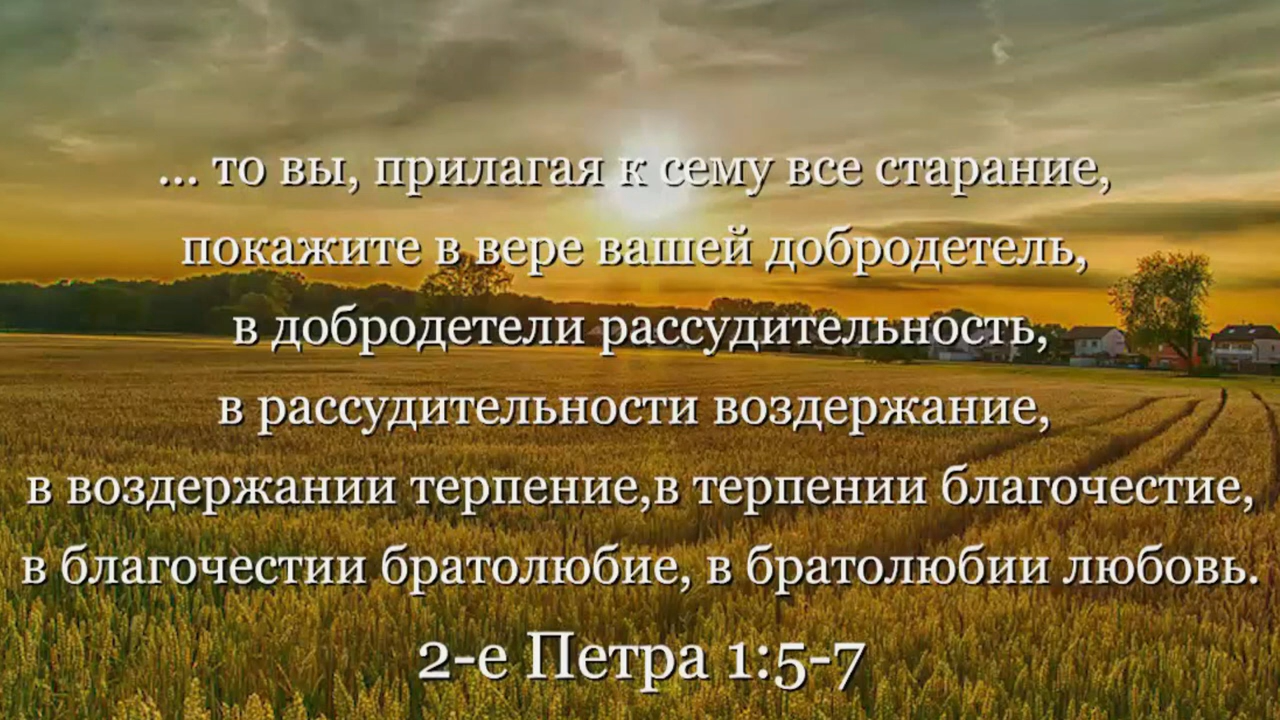 ... то вы, прилагая к сему все старание,
покажите в вере вашей добродетель,
в добродетели рассудительность,
в рассудительности воздержание,
в воздержании терпение,в терпении благочестие,
в благочестии братолюбие, в братолюбии любовь.
2-е Петра 1:5-7